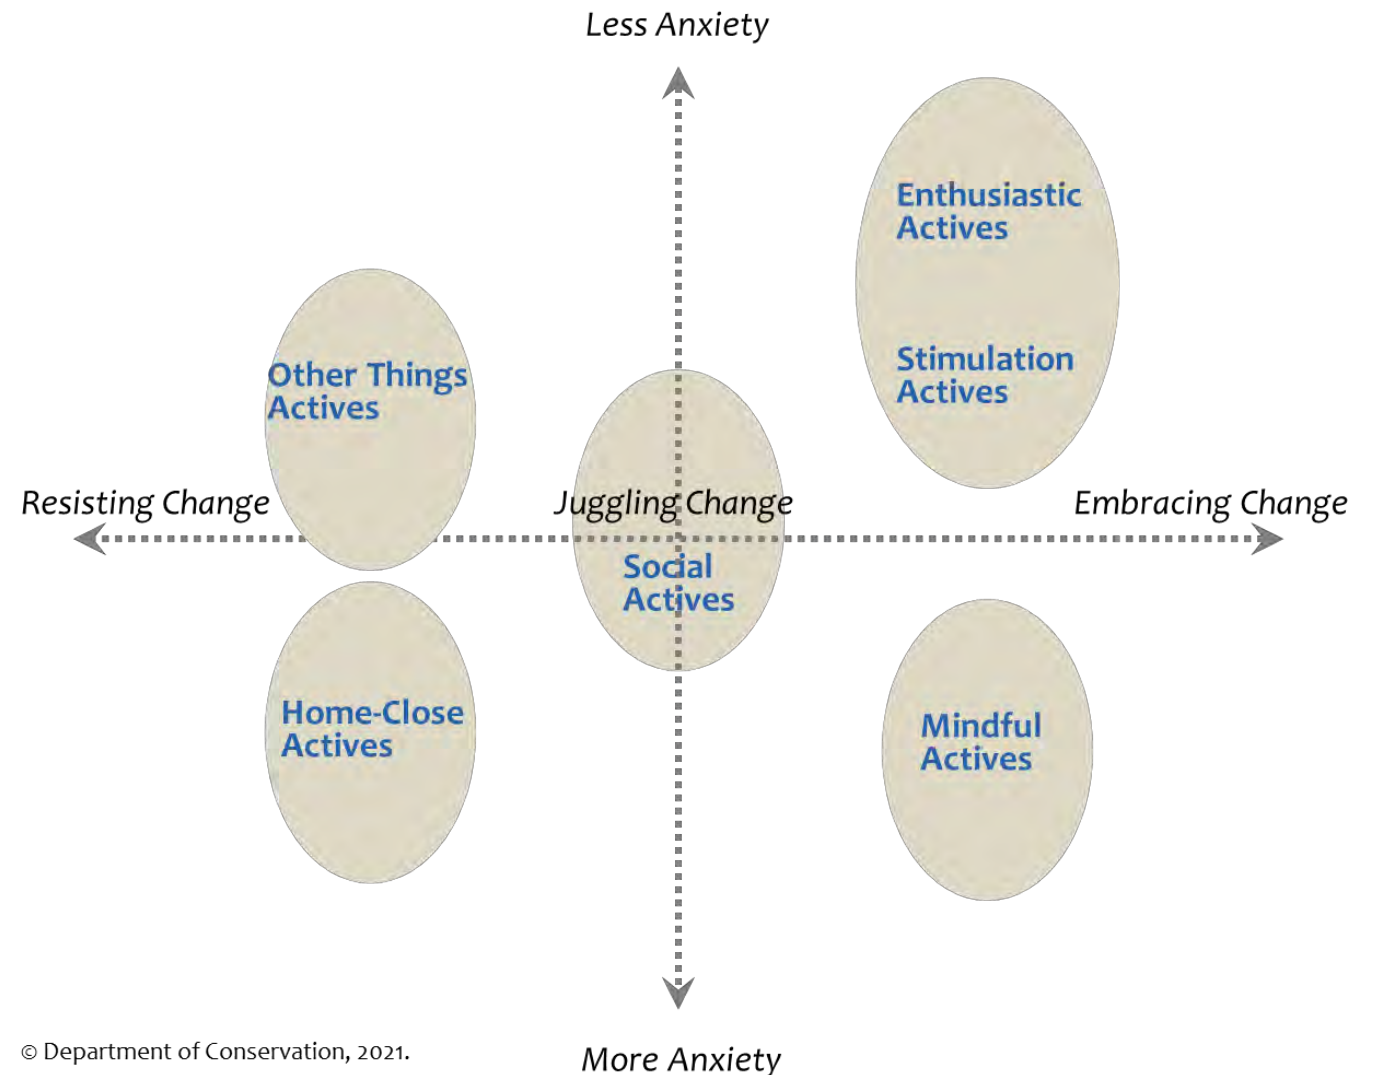 Less Anxiety
Enthusiastic
Actives
Stimulation
Actives
Other Things
Actives
Resisting Change
Juggling Change
Embracing Change
Social
Actives
Home-Close
Actives
Mindful
Actives
© Department of Conservation, 2021.
More Anxiety